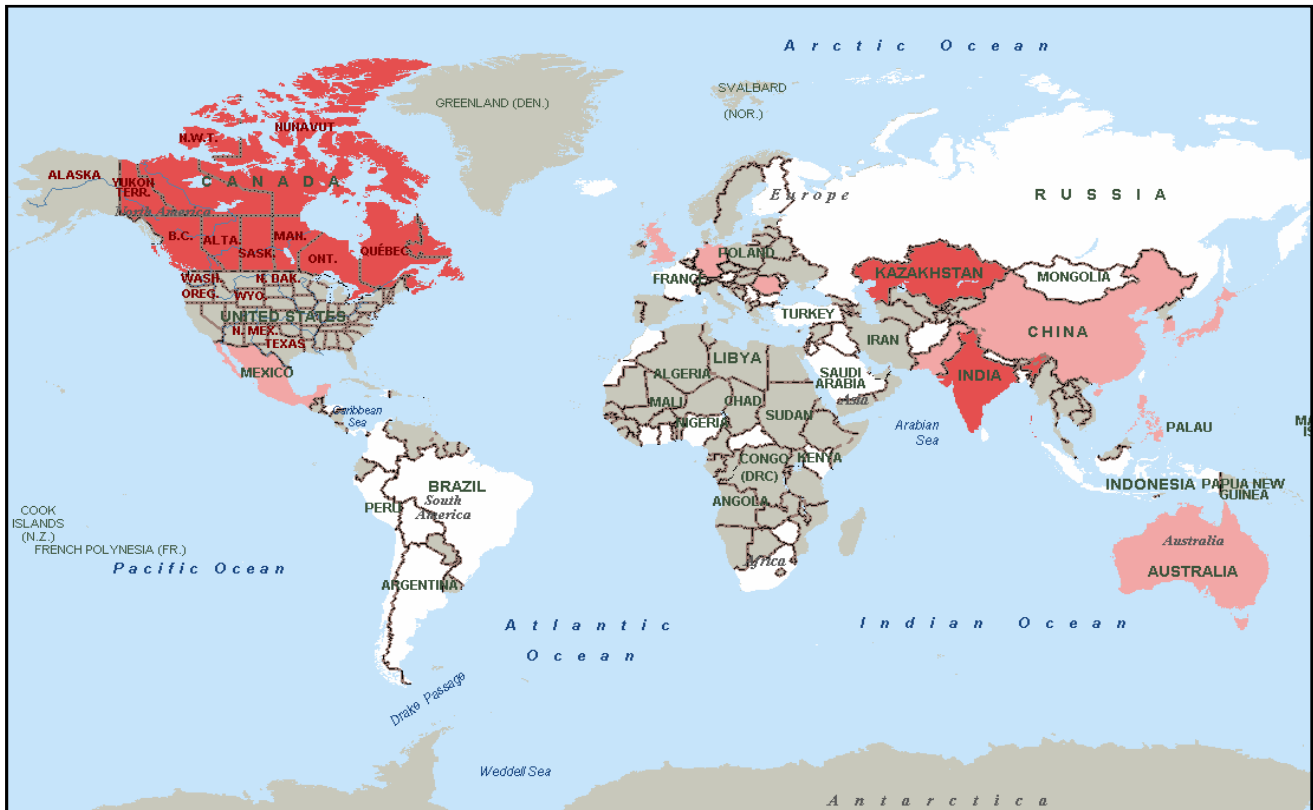 Arctic Ocean
SVALBARD
(NOR.)
GREENLAND (DEN.)
NUNAVUT
N.W.T.
ALASKA
YUKON
TERR.
CANADA
North America
B.C.
ALTA.
SASK.
MAN.
ONT.
QUÉBEC
WASH.
N. DAK.
OREG.
WYO.
UNITED STATES
N. MEX.
TEXAS
MEXICO
Caribbean
Sea
Europe
RUSSIA
POLAND
FRANCE
KAZAKHSTAN
MONGOLIA
TURKEY
CHINA
IRAN
LIBYA
ALGERIA
SAUDI
ARABIA
Asia
INDIA
MALI
CHAD
SUDAN
NIGERIA
Arabian
Sea
PALAU
MA
IS
CONGO
(DRC)
KENYA
BRAZIL
South
America
PERU
ANGOLA
INDONESIA
PAPUA NEW
GUINEA
COOK
ISLANDS
(N.Z.)
FRENCH POLYNESIA (FR.)
Pacific Ocean
ARGENTINA
Africa
Australia
AUSTRALIA
Atlantic
Ocean
Indian Ocean
Drake Passage
Weddell Sea
Antarctica